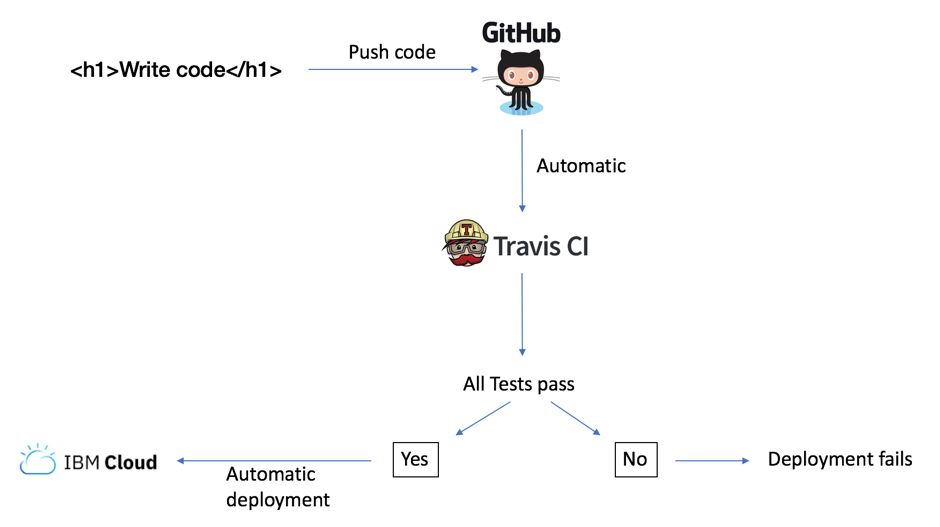 GitHub
Push code
<h1>Write code</h1>
Automatic
T
Travis CI
All Tests pass
IBM Cloud
Automatic
deployment
Yes
No
Deployment fails